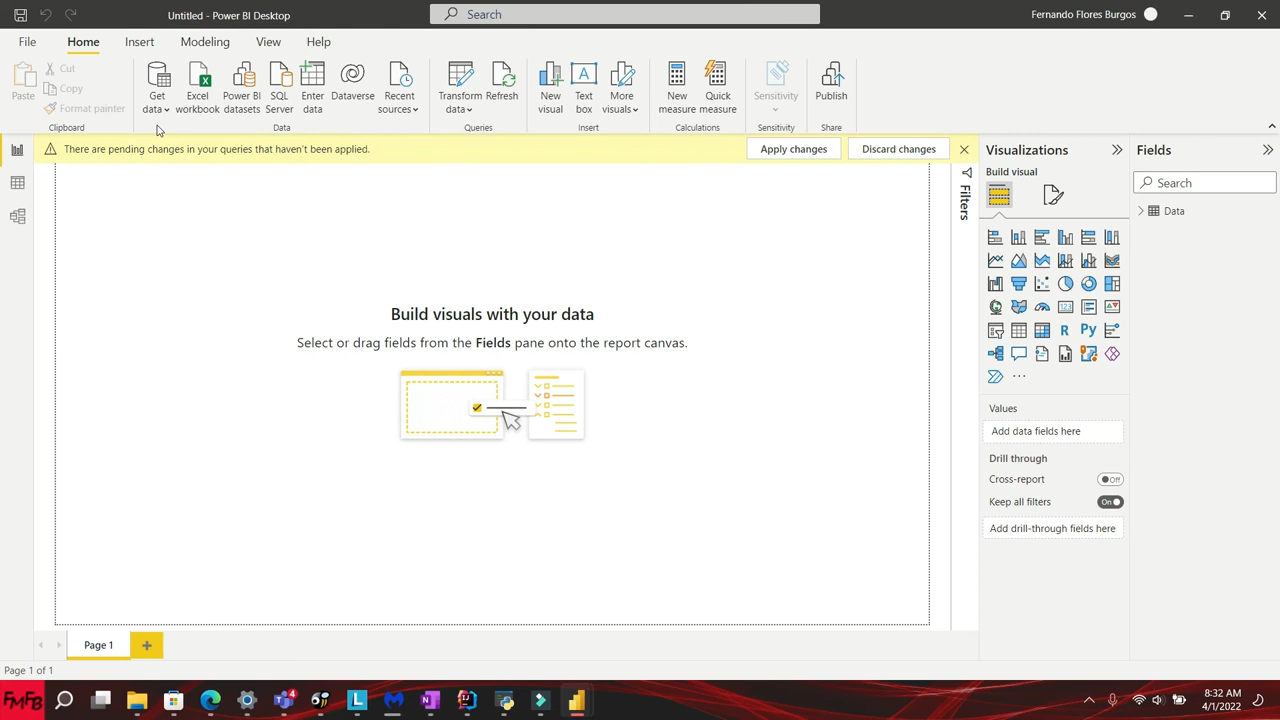 Untitled - Power BI Desktop
Search
Fernando Flores Burgos
File
Home
Insert
Modeling
View
Help
Paste
Cut
Copy
Format painter
Get data
Excel workbook
Power BI datasets
SQL Server
Enter data
Dataverse
Recent sources
Transform data
Refresh
New visual
Text box
More visuals
New measure
Quick measure
Sensitivity
Publish
Clipboard
Data
Queries
Insert
Calculations
Sensitivity
Share
There are pending changes in your queries that haven't been applied.
Apply changes
Discard changes
Filters
Visualizations
Build visual
R
Py
123
Values
Add data fields here
Drill through
Cross-report
Off
Keep all filters
On
Add drill-through fields here
Fields
Search
Data
Build visuals with your data
Select or drag fields from the Fields pane onto the report canvas.
Page 1
Page 1 of 1
FMFB
4
L
N
IJ
8:32 AM
4/1/2022